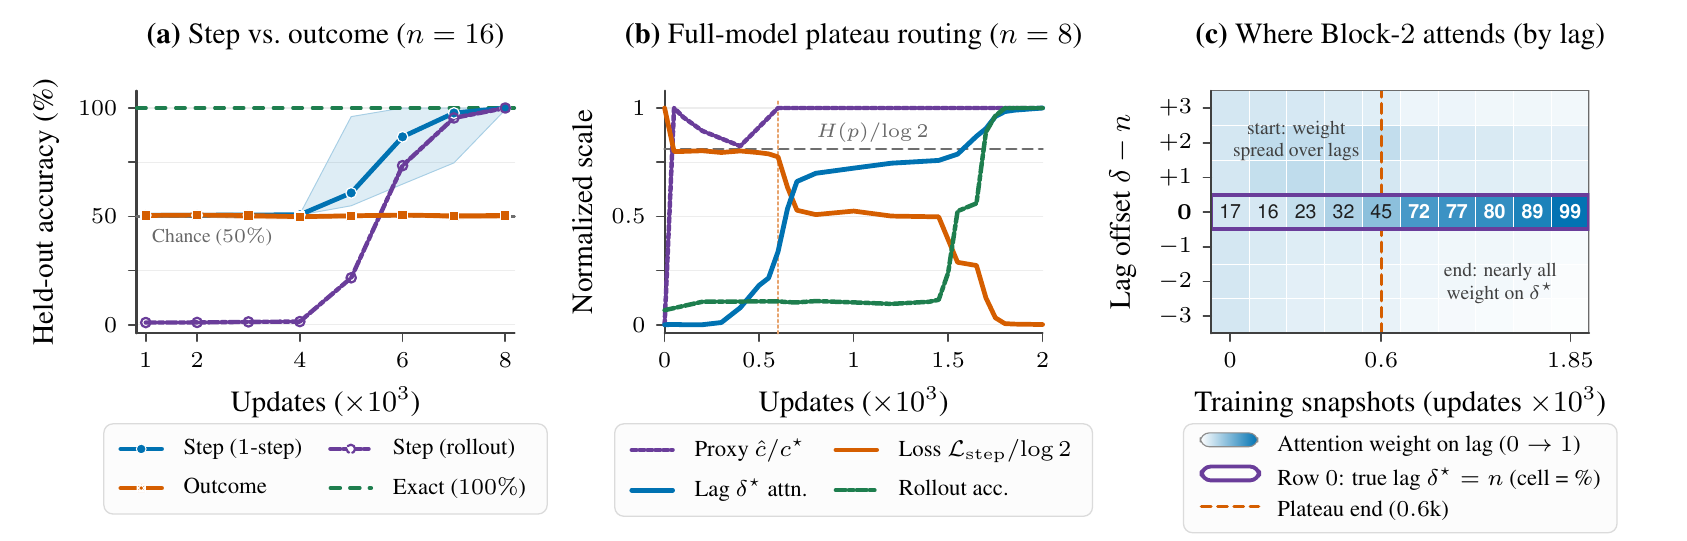 (a) Step vs. outcome (n = 16)
Held-out accuracy (%)
100
50
0
Chance (50%)
1 2 4 6 8
Updates (×10³)
Step (1-step) Step (rollout)
Outcome Exact (100%)
(b) Full-model plateau routing (n = 8)
Normalized scale
1
0.5
0
H(p)/log 2
0 0.5 1 1.5 2
Updates (×10³)
Proxy ĉ/c⋆ Loss ℒstep/log 2
Lag δ⋆ attn. Rollout acc.
(c) Where Block-2 attends (by lag)
Lag offset δ − n
+3
+2
+1
0
−1
−2
−3
start: weight
spread over lags
17 16 23 32 45 72 77 80 89 99
end: nearly all
weight on δ⋆
0 0.6 1.85
Training snapshots (updates ×10³)
Attention weight on lag (0 → 1)
Row 0: true lag δ⋆ = n (cell = %)
Plateau end (0.6k)